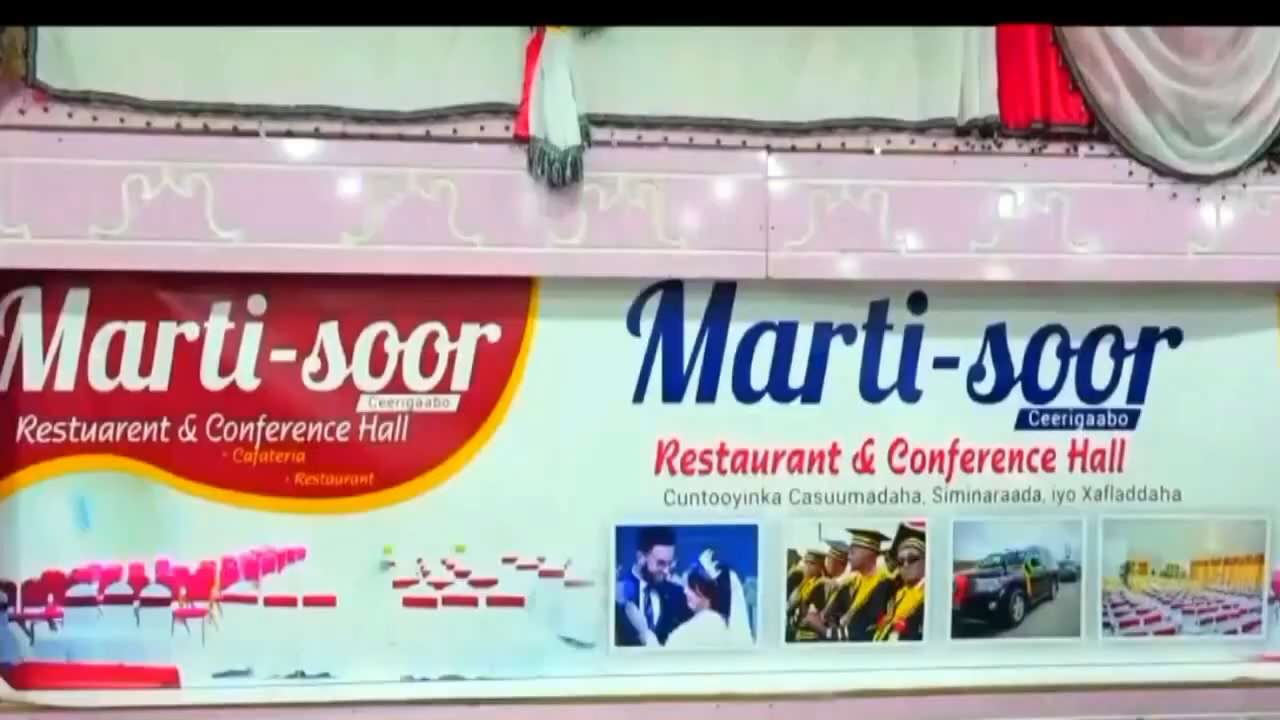 Marti-soor
Ceerigaabo
Restuarent & Conference Hall
- Cafateria
- Restaurant
Marti-soor
Ceerigaabo
Restaurant & Conference Hall
Cuntooyinka Casuumadaha, Siminaraada, iyo Xafladdaha